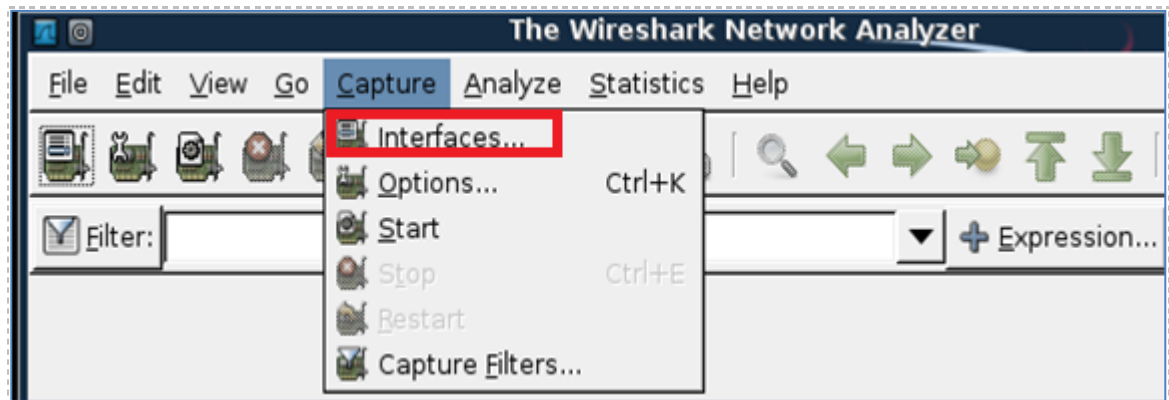 The Wireshark Network Analyzer
File Edit View Go Capture Analyze Statistics Help
Interfaces...
Options... Ctrl+K
Start
Stop Ctrl+E
Restart
Capture Filters...
Filter:
Expression...